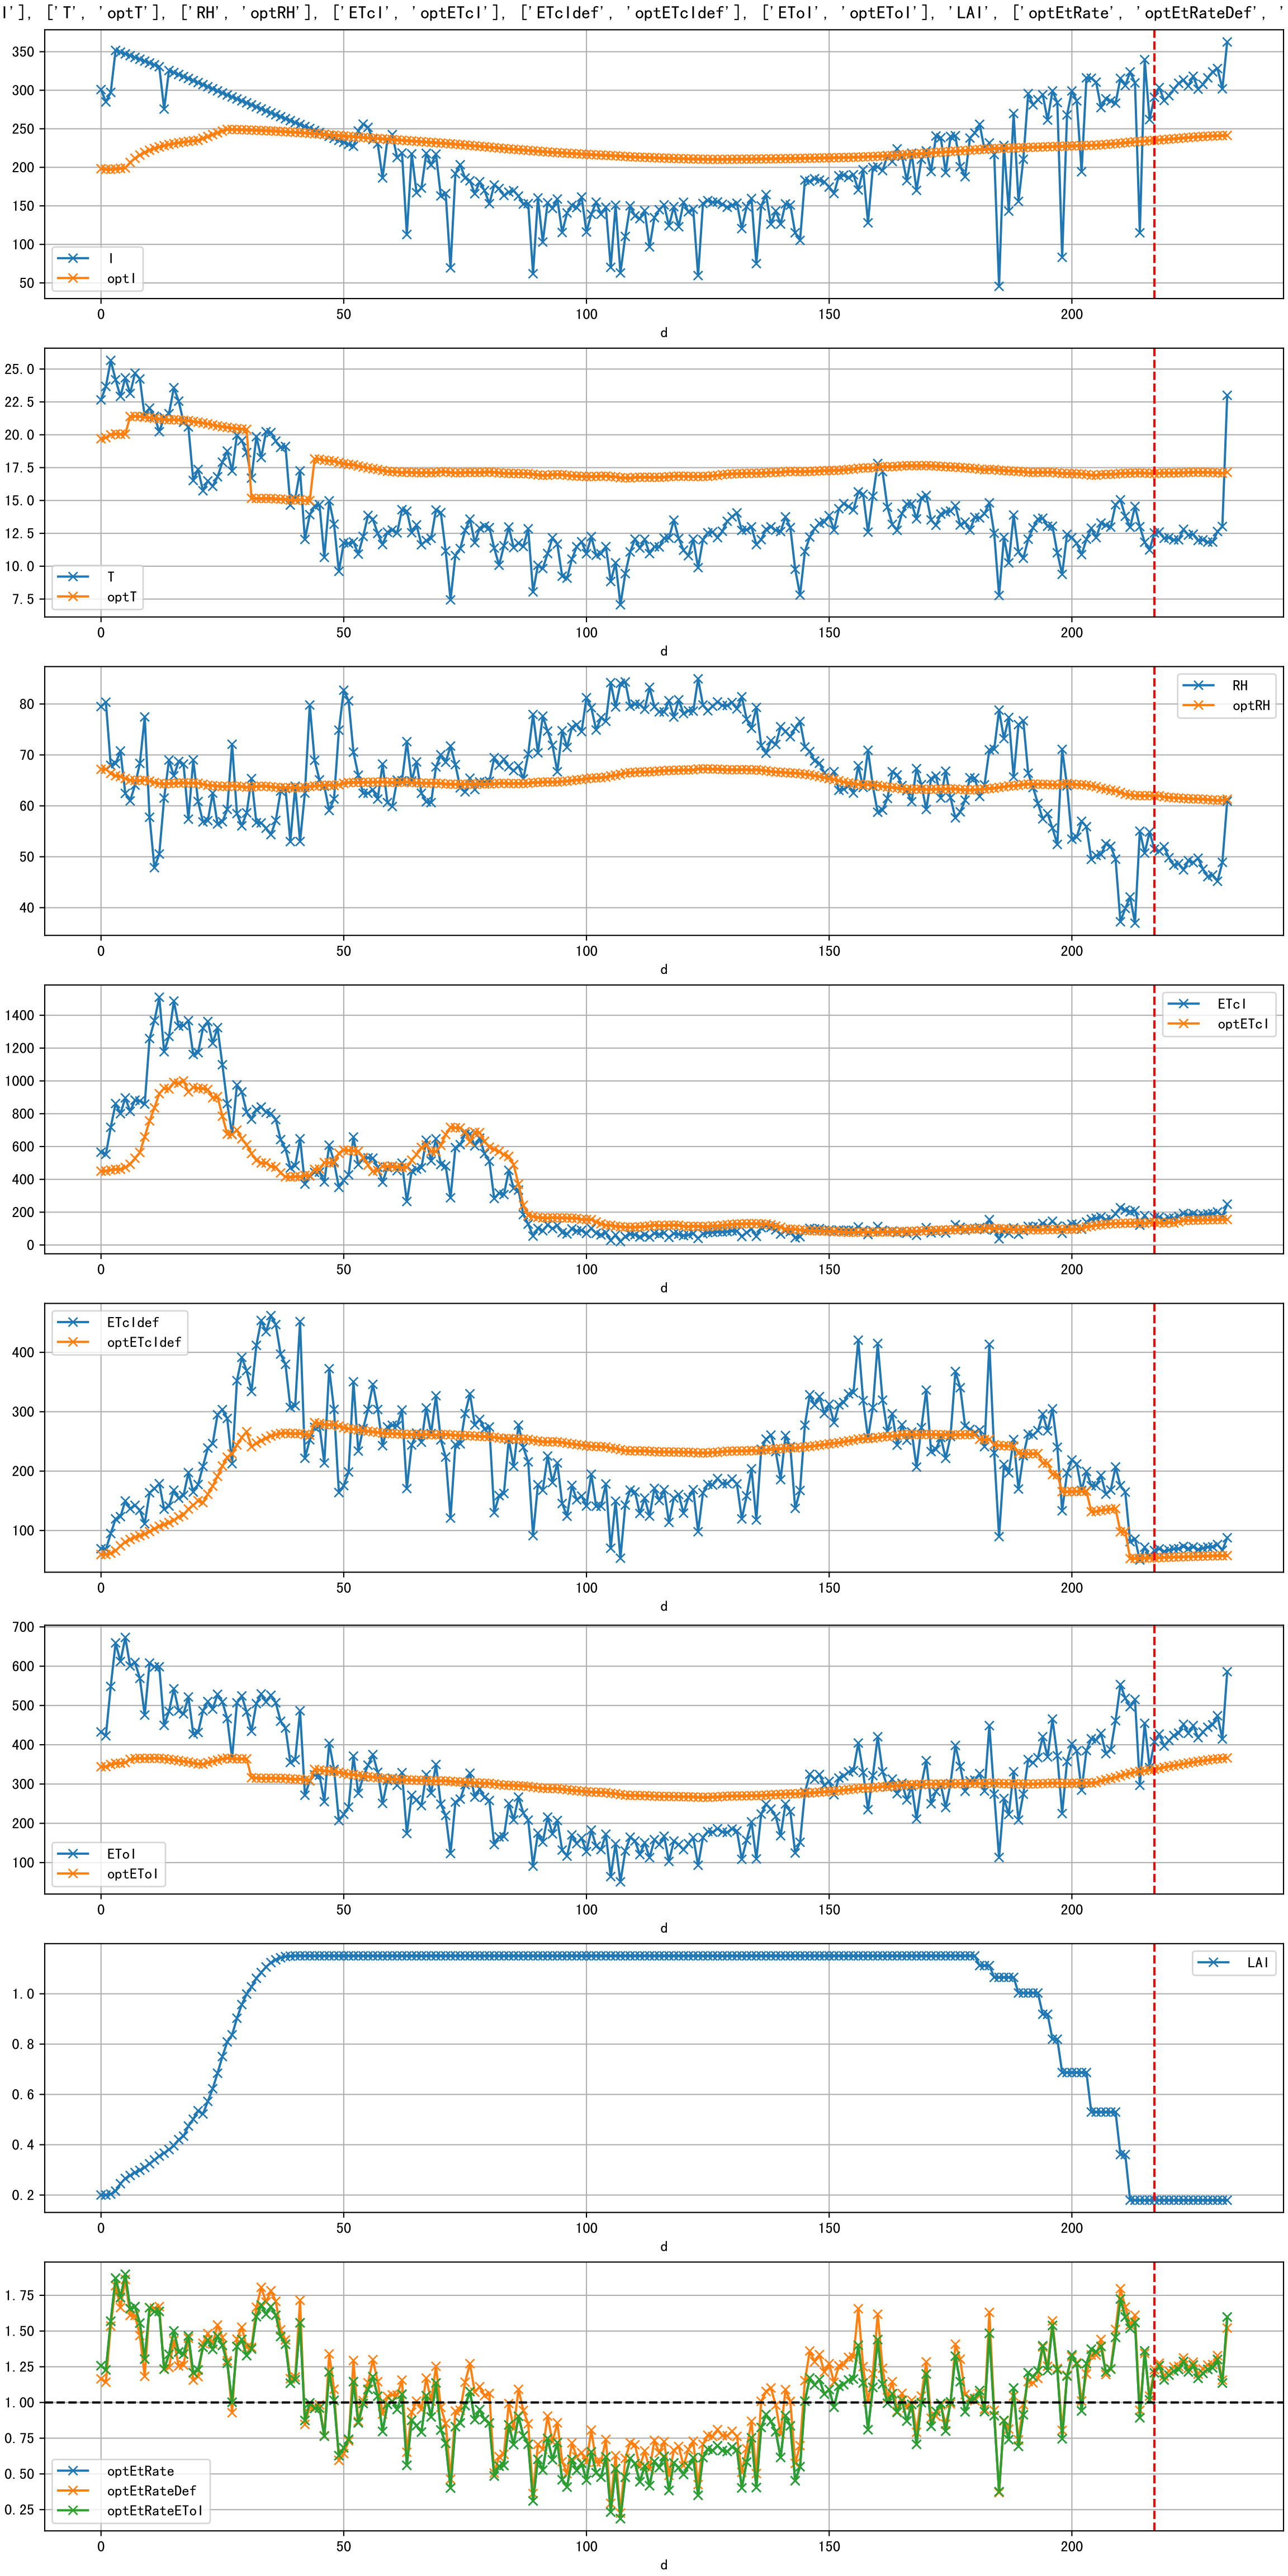 I'], ['T', 'optT'], ['RH', 'optRH'], ['ETcI', 'optETcI'], ['ETcIdef', 'optETcIdef'], ['EToI', 'optEToI'], 'LAI', ['optEtRate', 'optEtRateDef', '
350
300
250
200
150
100
50
I
optI
0 50 100 150 200
d
25.0
22.5
20.0
17.5
15.0
12.5
10.0
7.5
T
optT
0 50 100 150 200
d
80
70
60
50
40
RH
optRH
0 50 100 150 200
d
1400
1200
1000
800
600
400
200
0
ETcI
optETcI
0 50 100 150 200
d
400
300
200
100
ETcIdef
optETcIdef
0 50 100 150 200
d
700
600
500
400
300
200
100
EToI
optEToI
0 50 100 150 200
d
1.0
0.8
0.6
0.4
0.2
LAI
0 50 100 150 200
d
1.75
1.50
1.25
1.00
0.75
0.50
0.25
optEtRate
optEtRateDef
optEtRateEToI
0 50 100 150 200
d